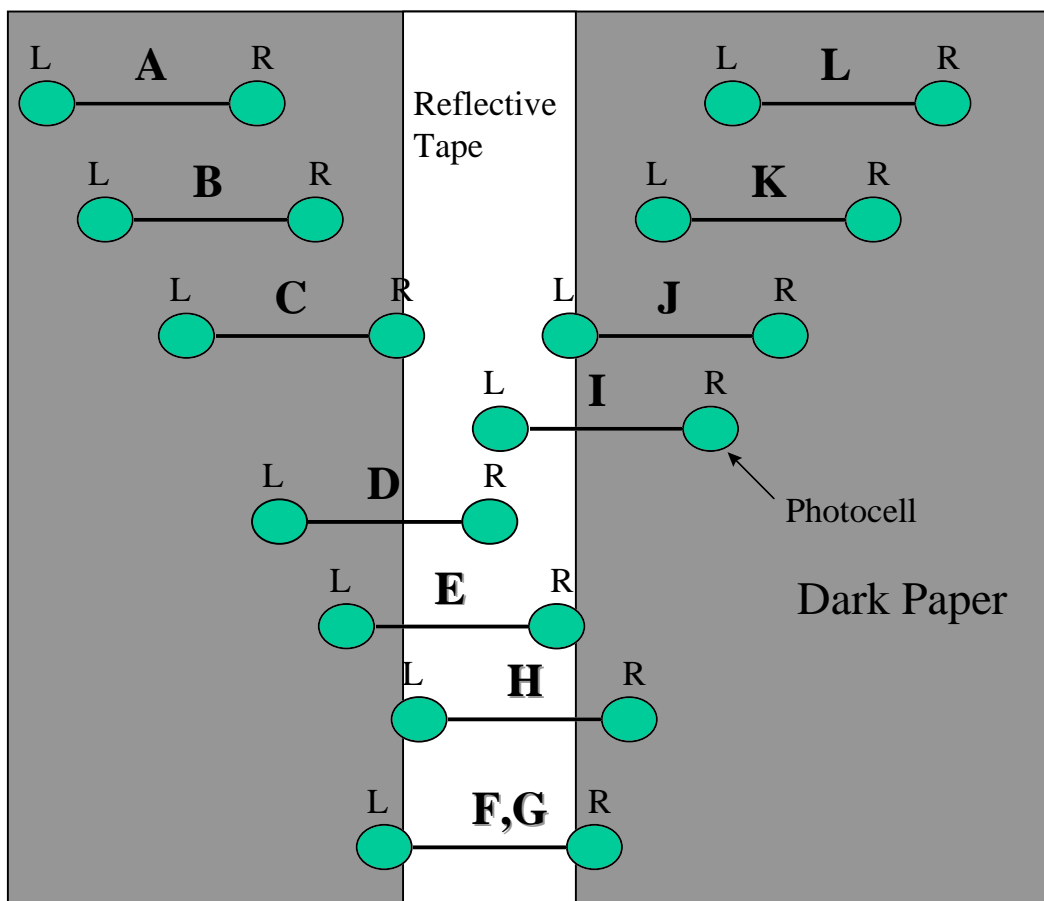 L A R
L L R
Reflective
Tape
L B R
L K R
L C R
L J R
L I R
L D R
Photocell
L E R
Dark Paper
L H R
L F,G R